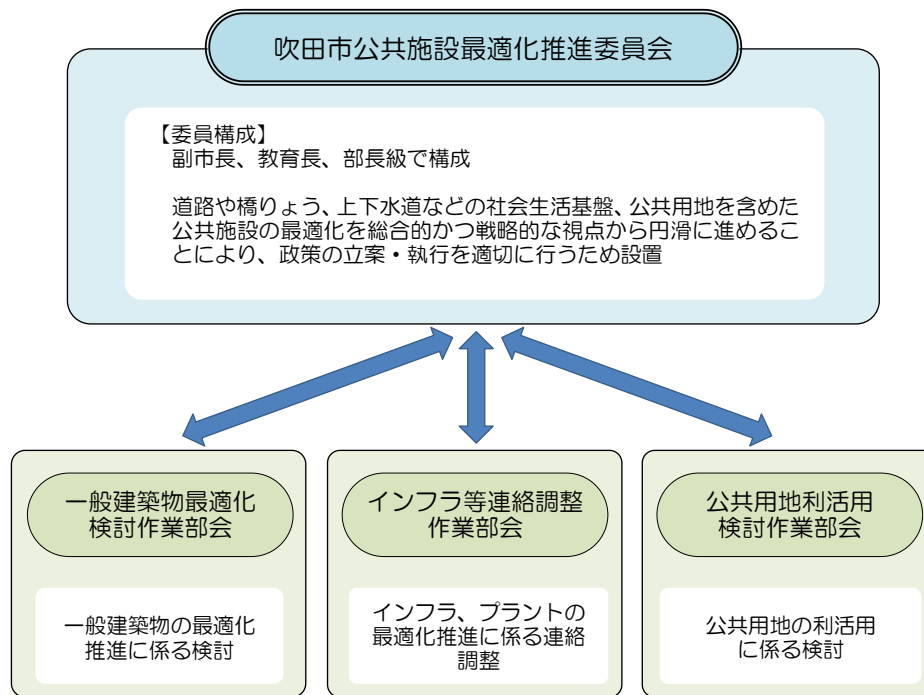 吹田市公共施設最適化推進委員会
【委員構成】
副市長、教育長、部長級で構成
道路や橋りょう、上下水道などの社会生活基盤、公共用地を含めた
公共施設の最適化を総合的かつ戦略的な視点から円滑に進めるこ
とにより、政策の立案・執行を適切に行うため設置
一般建築物最適化
検討作業部会
一般建築物の最適化
推進に係る検討
インフラ等連絡調整
作業部会
インフラ、プラントの
最適化推進に係る連絡
調整
公共用地利活用
検討作業部会
公共用地の利活用
に係る検討